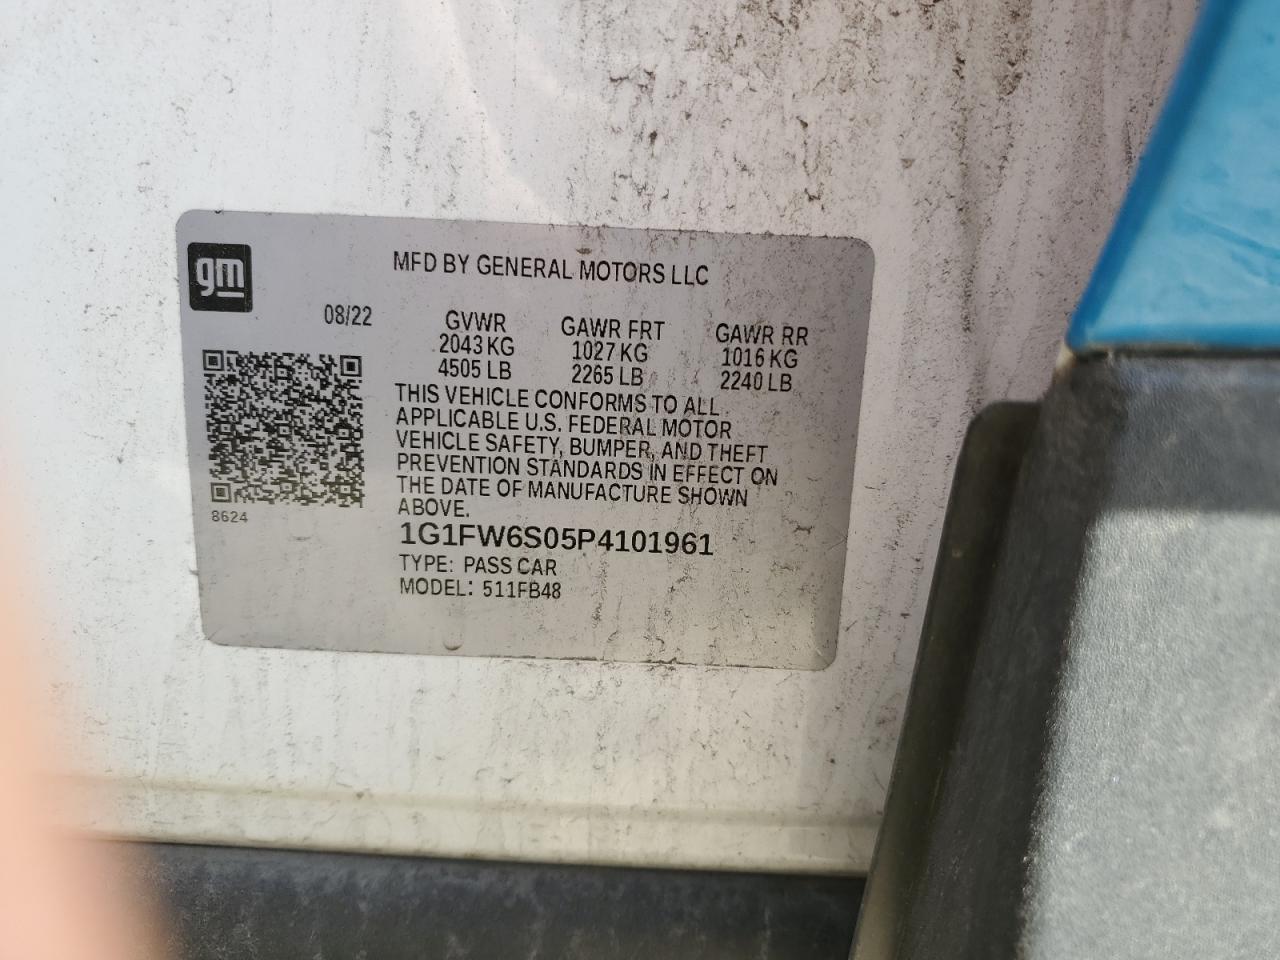 gm
MFD BY GENERAL MOTORS LLC
08/22
GVWR GAWR FRT GAWR RR
2043 KG 1027 KG 1016 KG
4505 LB 2265 LB 2240 LB
THIS VEHICLE CONFORMS TO ALL
APPLICABLE U.S. FEDERAL MOTOR
VEHICLE SAFETY, BUMPER, AND THEFT
PREVENTION STANDARDS IN EFFECT ON
THE DATE OF MANUFACTURE SHOWN
ABOVE.
8624
1G1FW6S05P4101961
TYPE: PASS CAR
MODEL: 511FB48